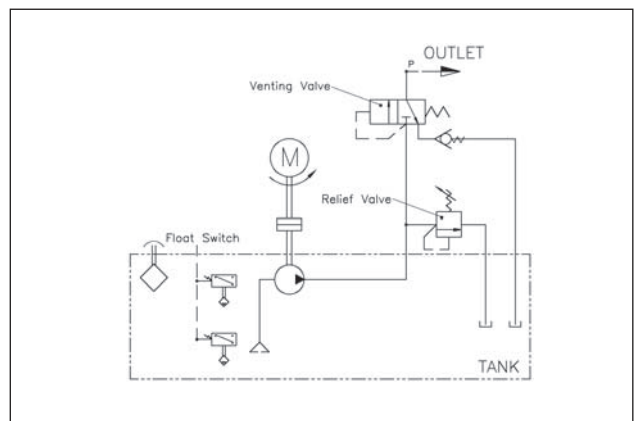 P
OUTLET
Venting Valve
M
Relief Valve
Float Switch
TANK